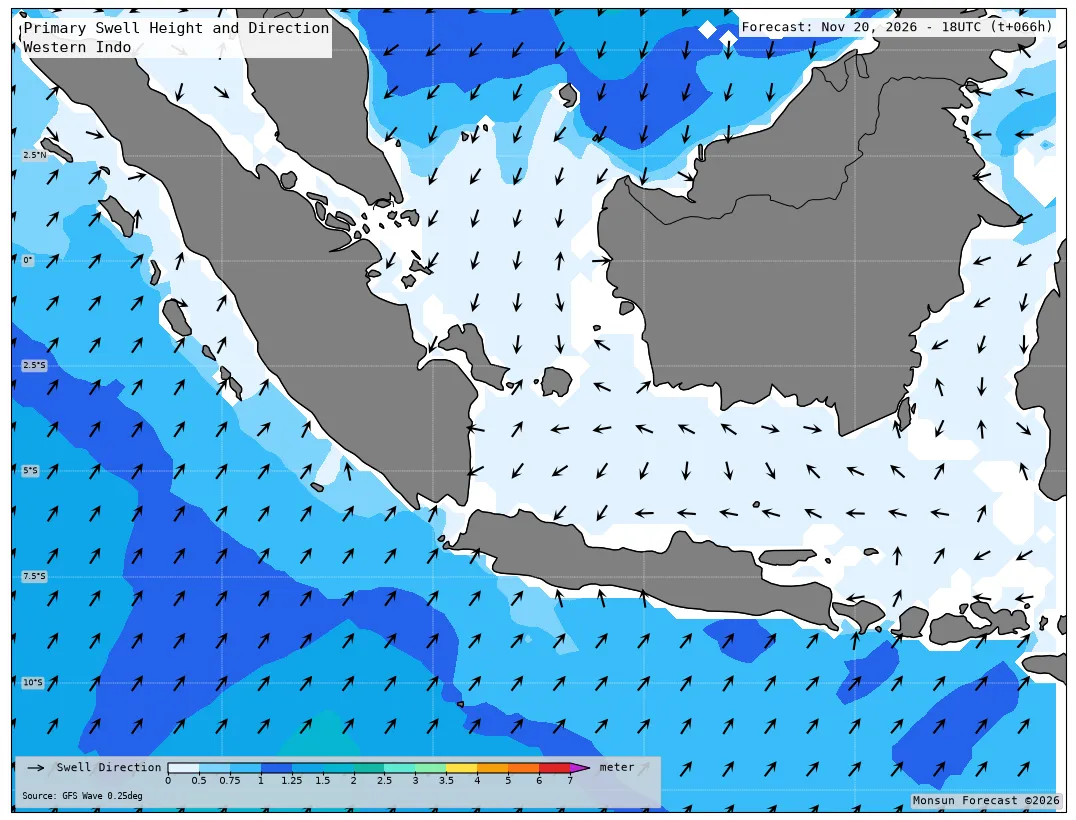 Primary Swell Height and Direction
Western Indo
Forecast: Nov 20, 2026 - 18UTC (t+066h)
2.5°N
0°
2.5°S
5°S
7.5°S
10°S
Swell Direction
0 0.5 0.75 1 1.25 1.5 2 2.5 3 3.5 4 5 6 7
meter
Source: GFS Wave 0.25deg
Monsun Forecast ©2026